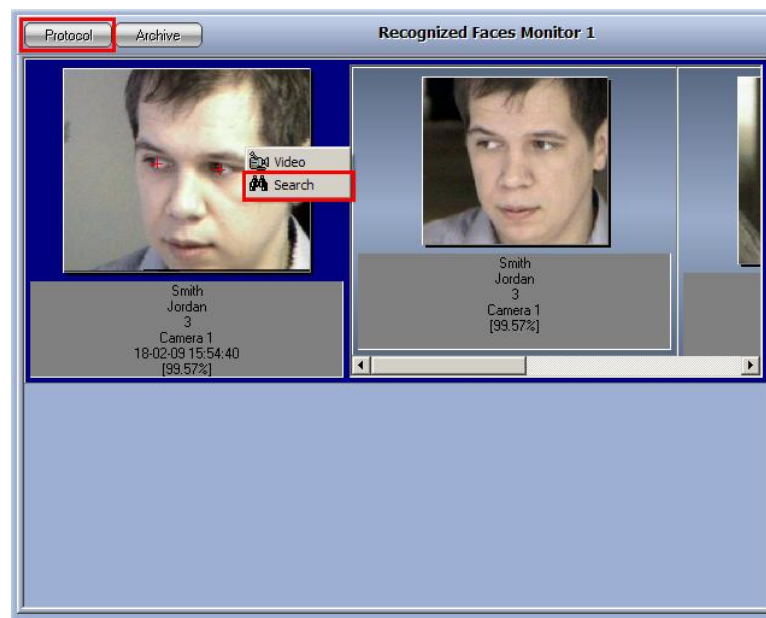 Protocol
Archive
Recognized Faces Monitor 1
Video
Search
Smith
Jordan
3
Camera 1
18-02-09 15:54:40
[99.57%]
Smith
Jordan
3
Camera 1
[99.57%]